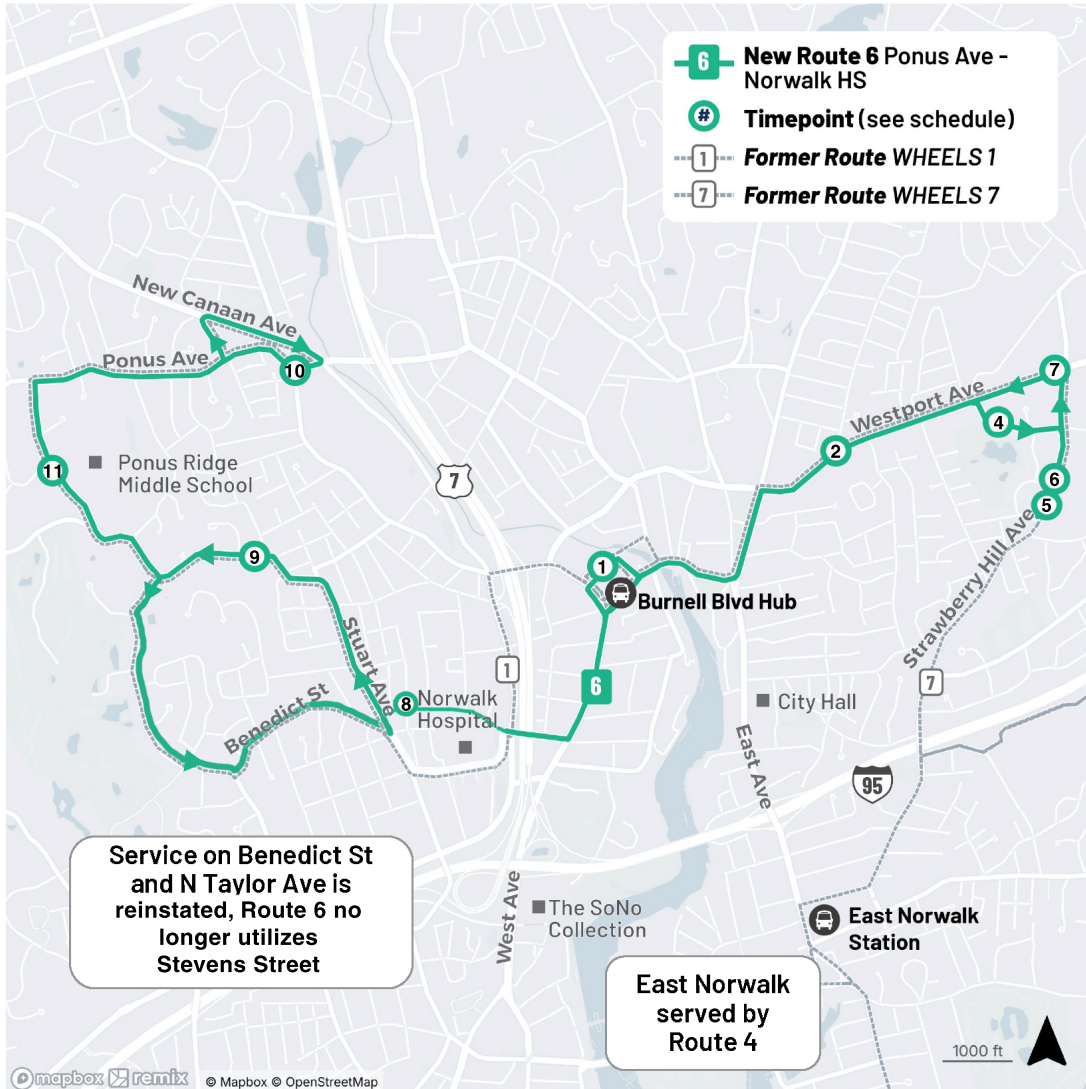 6
New Route 6 Ponus Ave -
Norwalk HS
#
Timepoint (see schedule)
1
Former Route WHEELS 1
7
Former Route WHEELS 7
New Canaan Ave
Ponus Ave
10
7
Westport Ave
4
2
11
Ponus Ridge
Middle School
7
6
5
9
1
Burnell Blvd Hub
Strawberry Hill Ave
Stuart Ave
1
6
7
8
Norwalk
Hospital
City Hall
Benedict St
East Ave
95
Service on Benedict St
and N Taylor Ave is
reinstated, Route 6 no
longer utilizes
Stevens Street
West Ave
The SoNo
Collection
East Norwalk
Station
East Norwalk
served by
Route 4
1000 ft
mapbox remix © Mapbox © OpenStreetMap